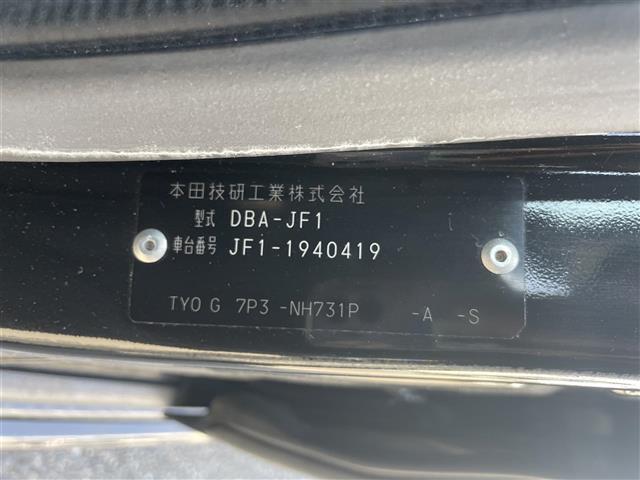 本田技研工業株式会社
型式 DBA-JF1
車台番号 JF1-1940419
TYO G 7P3 -NH731P -A -S